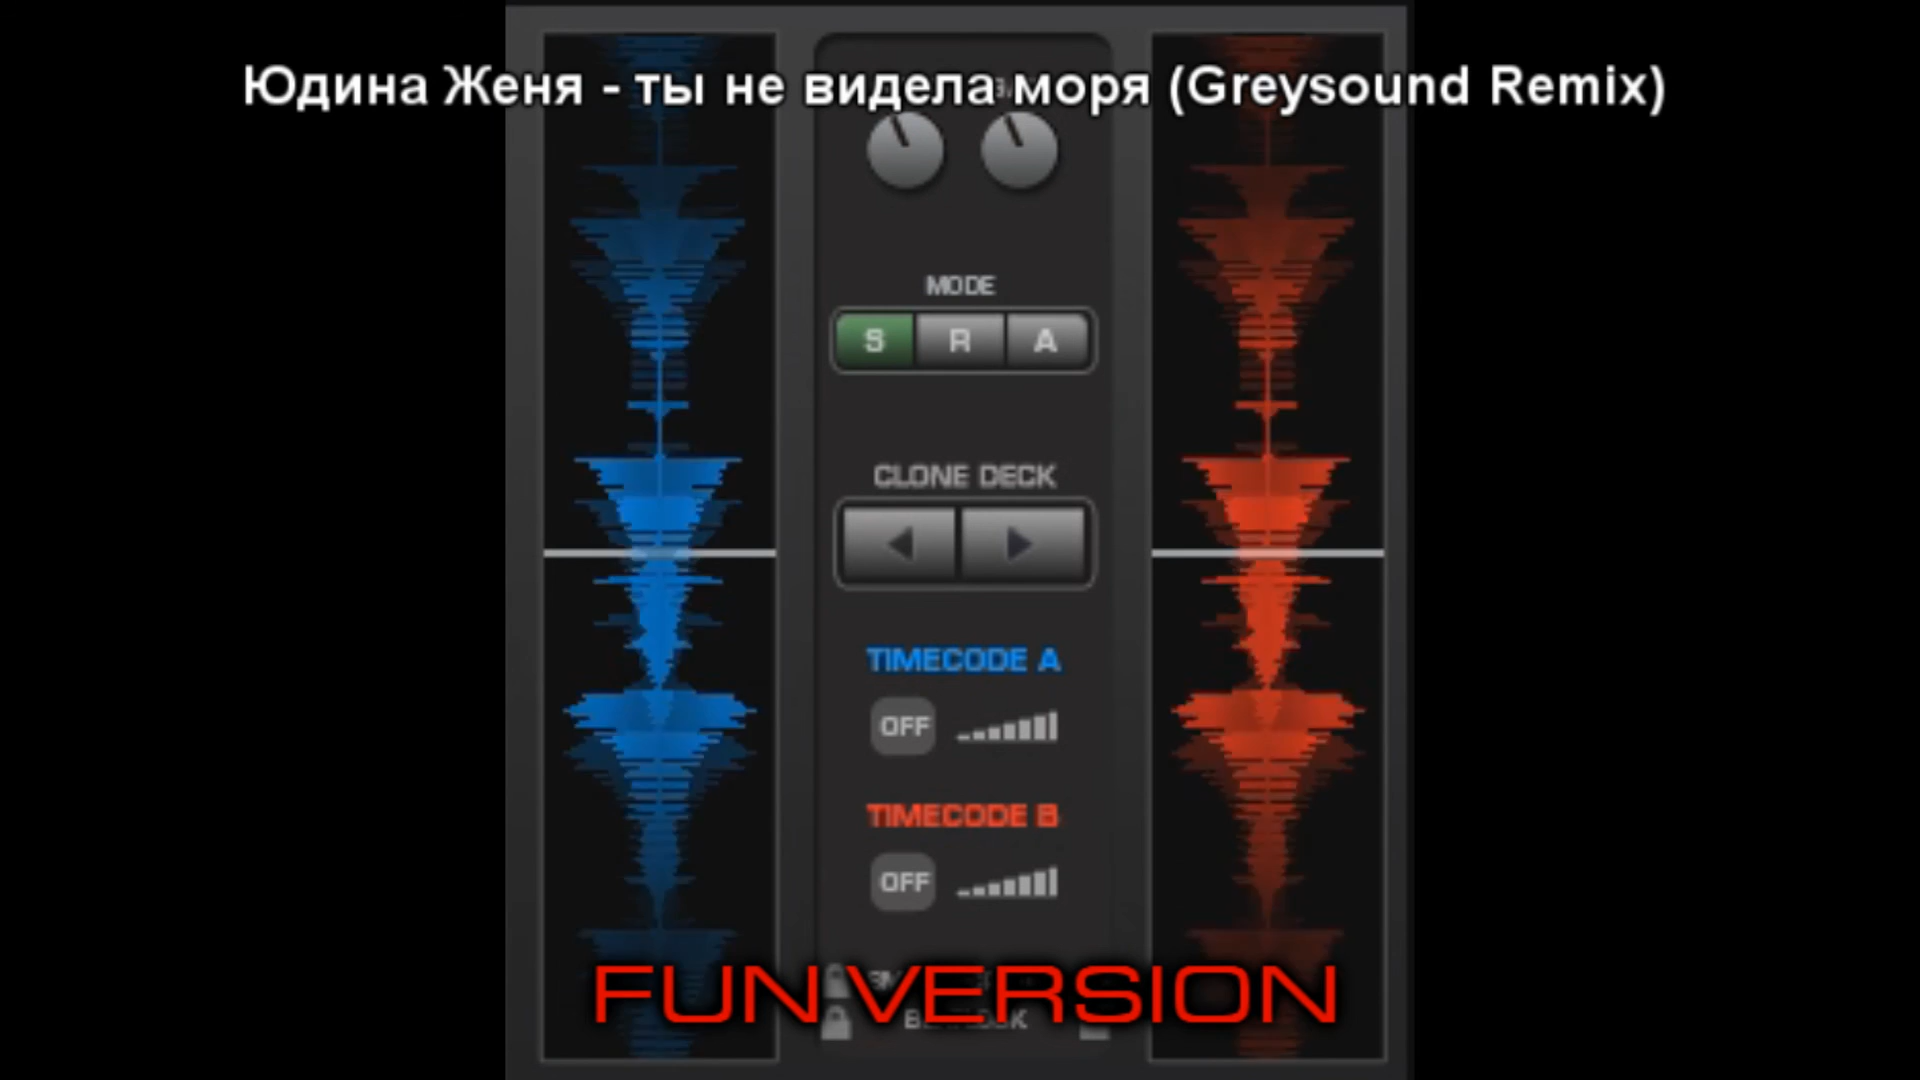 Юдина Женя - ты не видела моря (Greysound Remix)
MODE
S R A
CLONE DECK
TIMECODE A
OFF
TIMECODE B
OFF
FUN VERSION